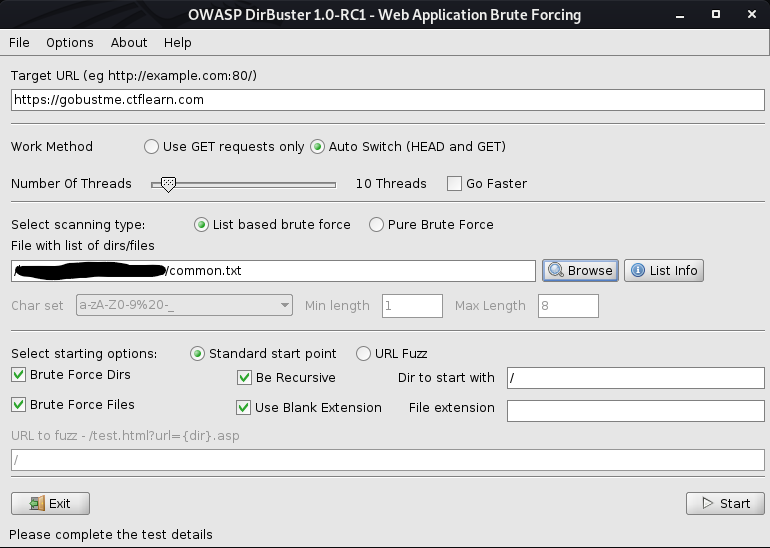 OWASP DirBuster 1.0-RC1 - Web Application Brute Forcing
File Options About Help
Target URL (eg http://example.com:80/)
https://gobustme.ctflearn.com
Work Method Use GET requests only Auto Switch (HEAD and GET)
Number Of Threads 10 Threads Go Faster
Select scanning type: List based brute force Pure Brute Force
File with list of dirs/files
/common.txt Browse List Info
Char set a-zA-Z0-9%20-_ Min length 1 Max Length 8
Select starting options: Standard start point URL Fuzz
Brute Force Dirs Be Recursive Dir to start with /
Brute Force Files Use Blank Extension File extension
URL to fuzz - /test.html?url={dir}.asp
/
Exit Start
Please complete the test details